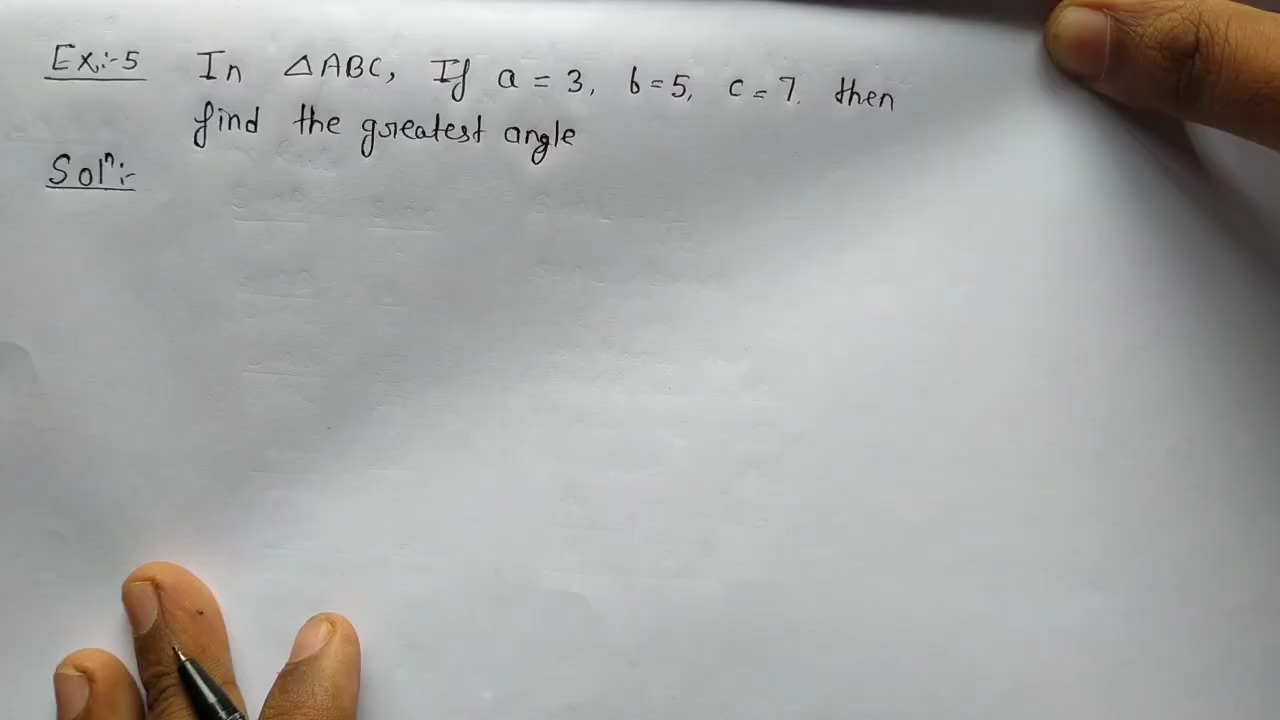 Ex:-5 In △ABC, If a = 3, b=5, c=7. then
find the greatest angle
Solⁿ:-